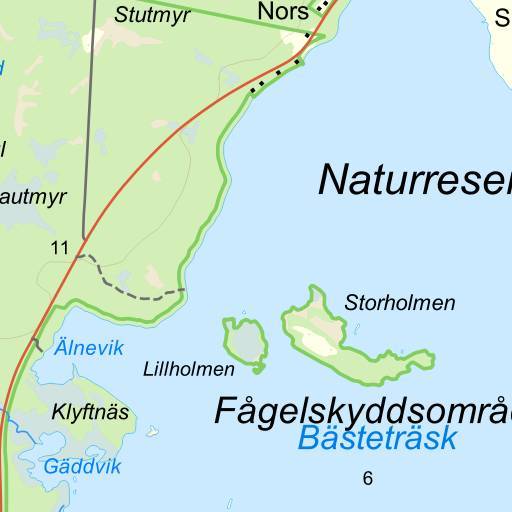 Stutmyr
Nors
S
d
l
autmyr
Naturreser
11
Storholmen
Älnevik
Lillholmen
Klyftnäs
Fågelskyddsområ
Bästeträsk
Gäddvik
6